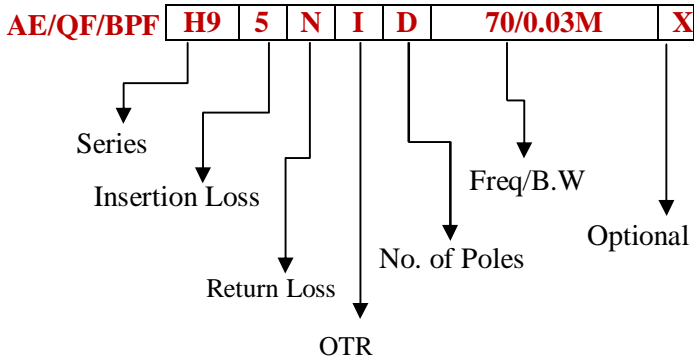 AE/QF/BPF H9 5 N I D 70/0.03M X
Series
Freq/B.W
Insertion Loss
Optional
No. of Poles
Return Loss
OTR